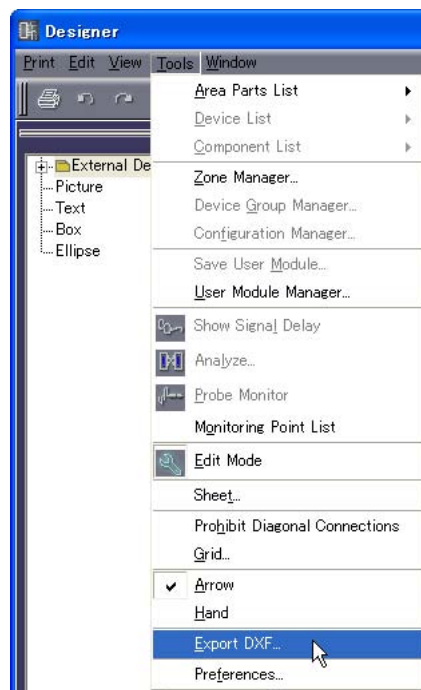 Designer
Print Edit View Tools Window
External De
Picture
Text
Box
Ellipse
Area Parts List
Device List
Component List
Zone Manager...
Device Group Manager...
Configuration Manager...
Save User Module...
User Module Manager...
Show Signal Delay
Analyze...
Probe Monitor
Monitoring Point List
Edit Mode
Sheet...
Prohibit Diagonal Connections
Grid...
Arrow
Hand
Export DXF...
Preferences...